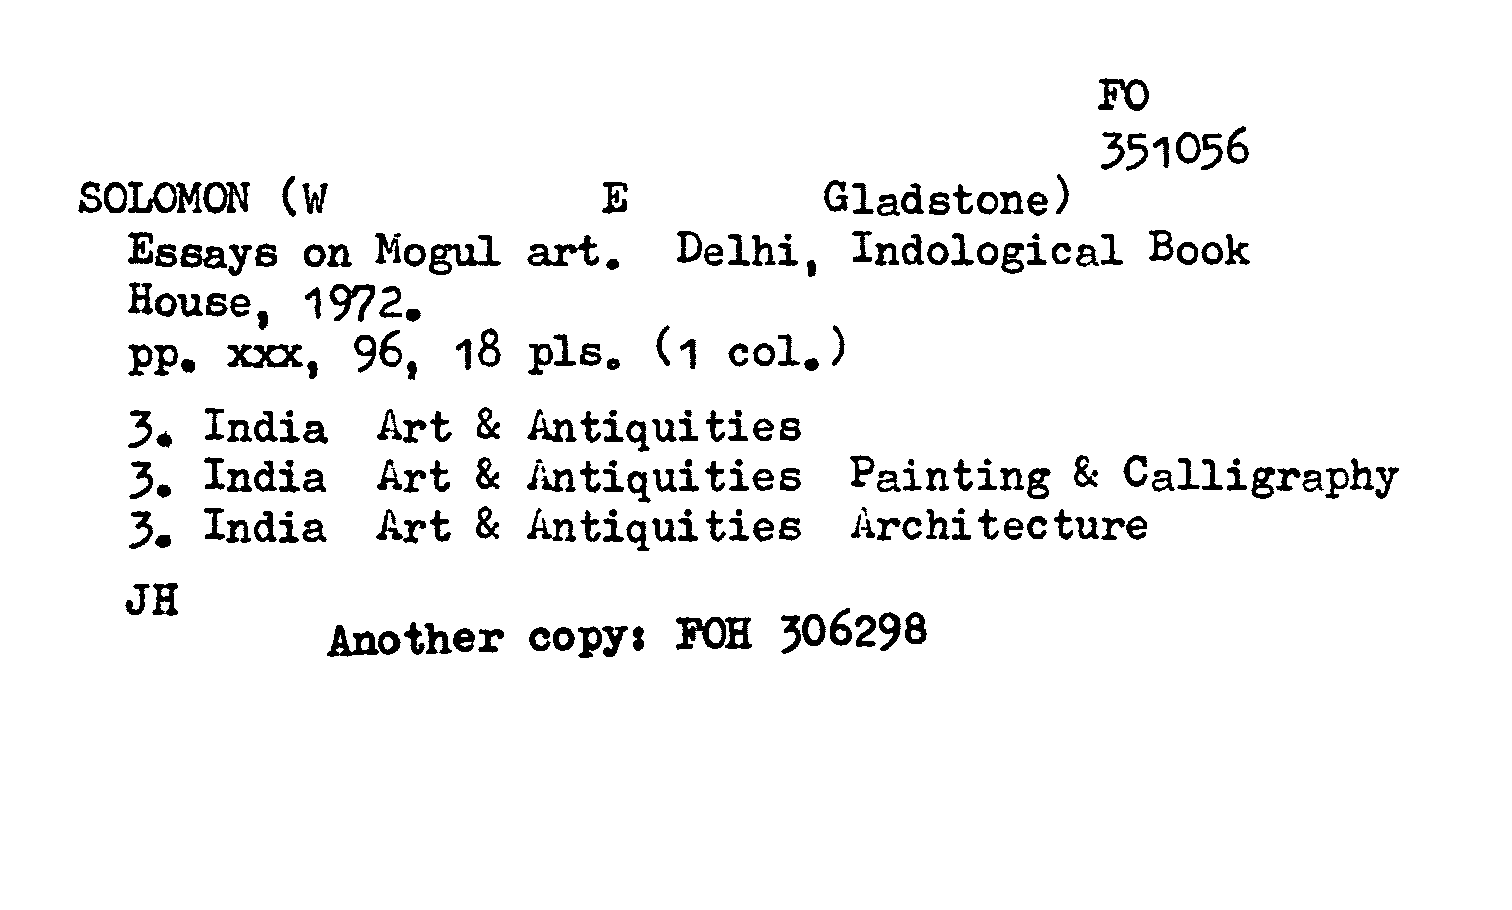 FO
351056
SOLOMON (W E Gladstone)
Essays on Mogul art. Delhi, Indological Book
House, 1972.
pp. xxx, 96, 18 pls. (1 col.)
3. India Art & Antiquities
3. India Art & Antiquities Painting & Calligraphy
3. India Art & Antiquities Architecture
JH
Another copy: FOH 306298